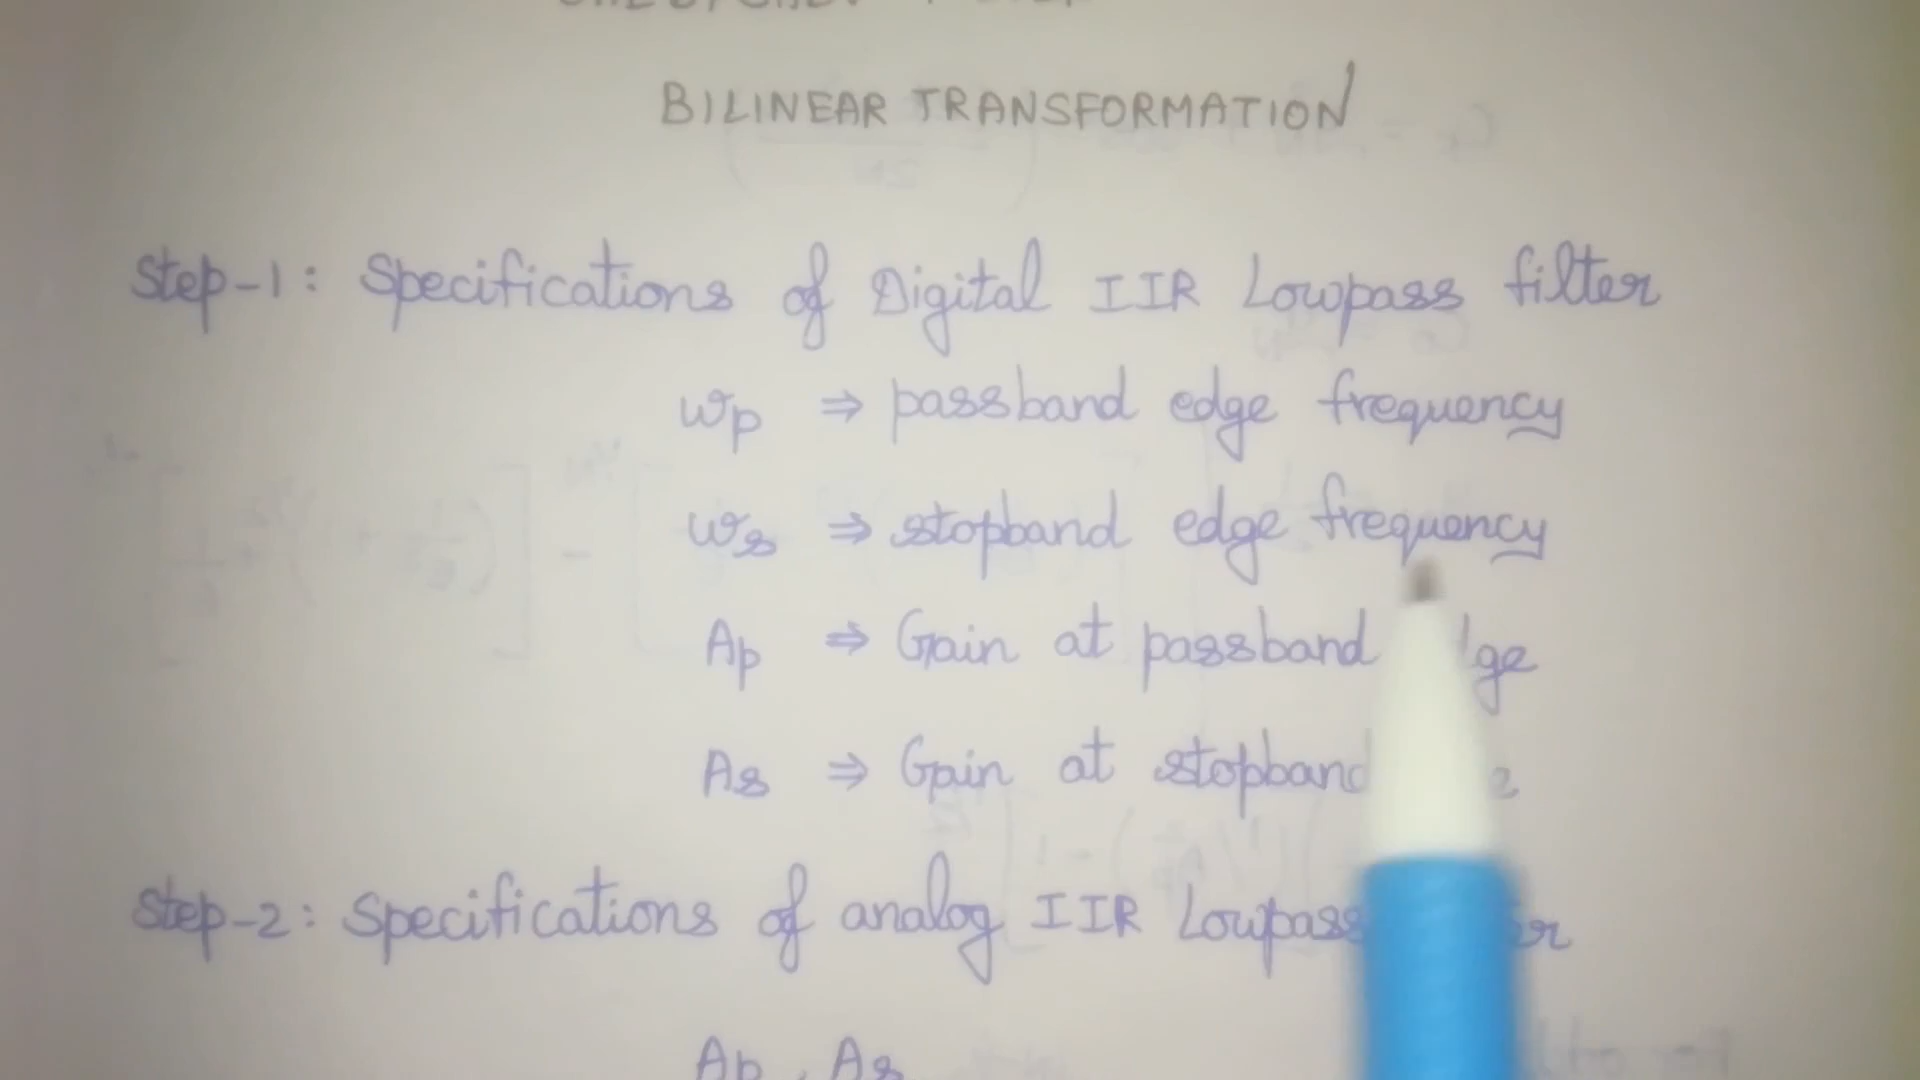 BILINEAR TRANSFORMATION
Step-1: Specifications of Digital IIR Lowpass filter
ωp ⇒ passband edge frequency
ωs ⇒ stopband edge frequency
Ap ⇒ Gain at passband
As ⇒ Gain at stopband
Step-2: Specifications of analog IIR Lowpass
Ap, As